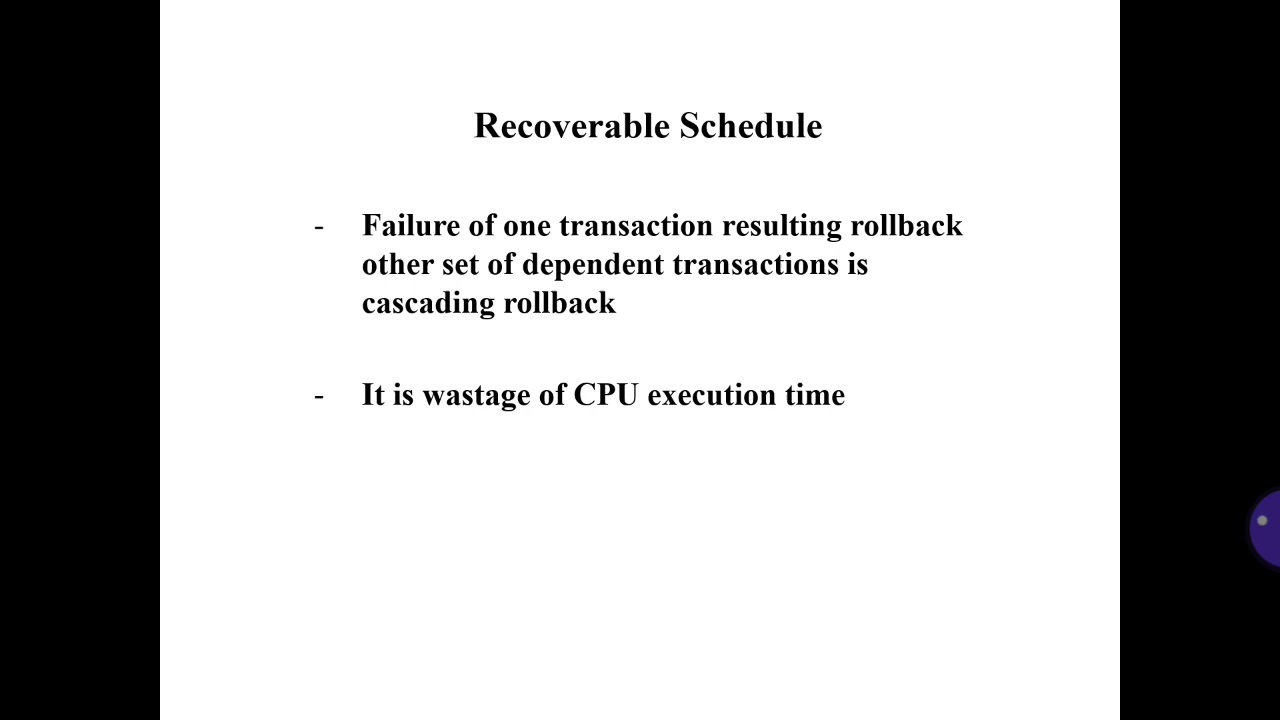 Recoverable Schedule
- Failure of one transaction resulting rollback
other set of dependent transactions is
cascading rollback
- It is wastage of CPU execution time